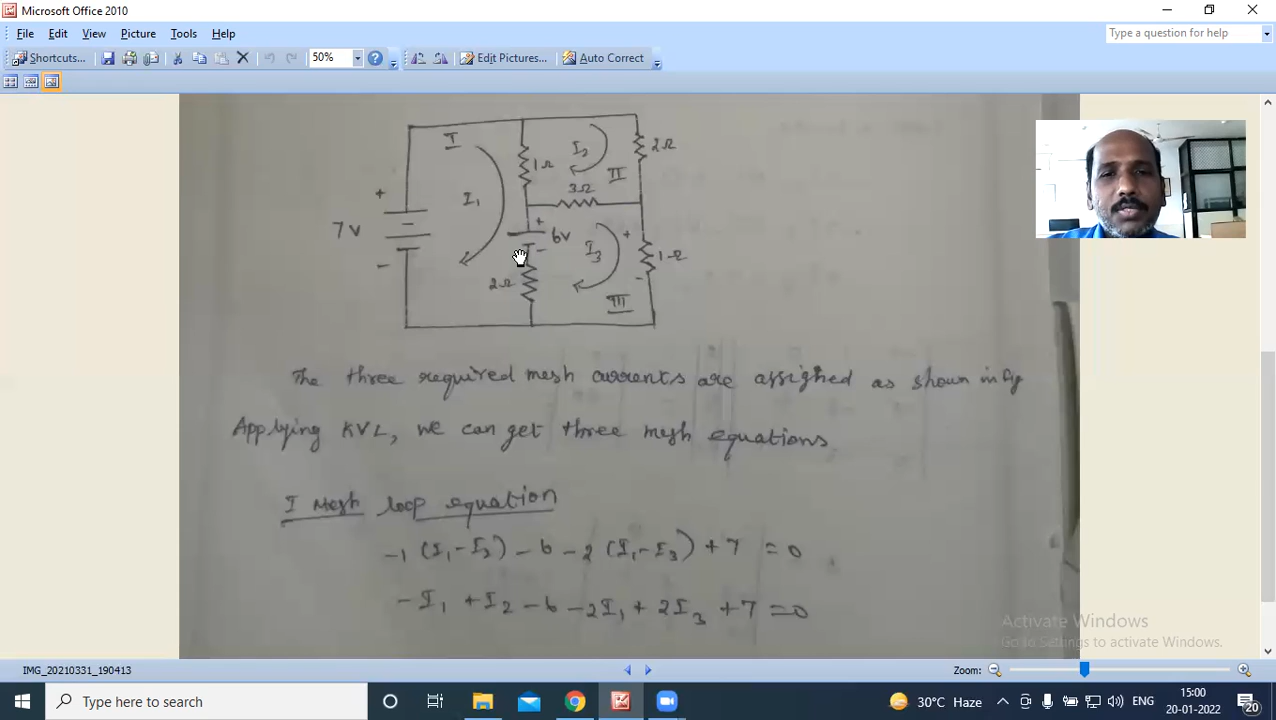 Microsoft Office 2010
File Edit View Picture Tools Help
Type a question for help
Shortcuts...
50%
Edit Pictures...
Auto Correct
I
I₁
7V
+
-
1Ω
I₂
II
2Ω
3Ω
+
6V
-
I₃
+
1Ω
-
2Ω
III
The three required mesh currents are assigned as shown in fig
Applying KVL, we can get three mesh equations
I Mesh loop equation
-1 (I₁-I₂) - 6 - 2 (I₁-I₃) + 7 = 0
-I₁ + I₂ - 6 - 2I₁ + 2I₃ + 7 = 0
Activate Windows
Go to Settings to activate Windows.
IMG_20210331_190413
Zoom:
Type here to search
30°C Haze
ENG
15:00
20-01-2022
20